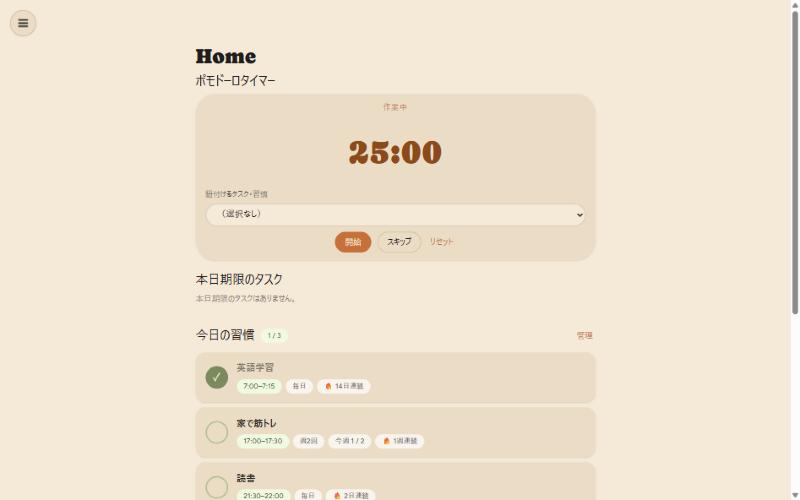 Home
ポモドーロタイマー
作業中
25:00
紐付けるタスク・習慣
（選択なし）
開始 スキップ リセット
本日期限のタスク
本日期限のタスクはありません。
今日の習慣 1 / 3 管理
英語学習
7:00–7:15 毎日 🔥 14日連続
家で筋トレ
17:00–17:30 週2回 今週 1 / 2 🔥 1週連続
読書
21:30–22:00 毎日 🔥 2日連続